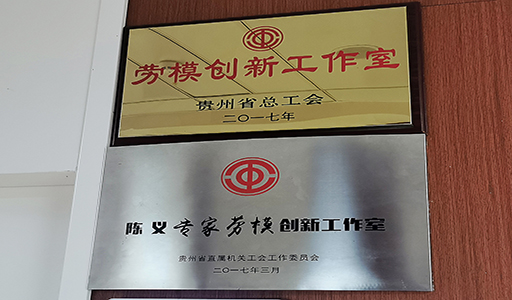 劳模创新工作室
贵州省总工会
二〇一七年
陈义专家劳模创新工作室
贵州省直属机关工会工作委员会
二〇一七年三月